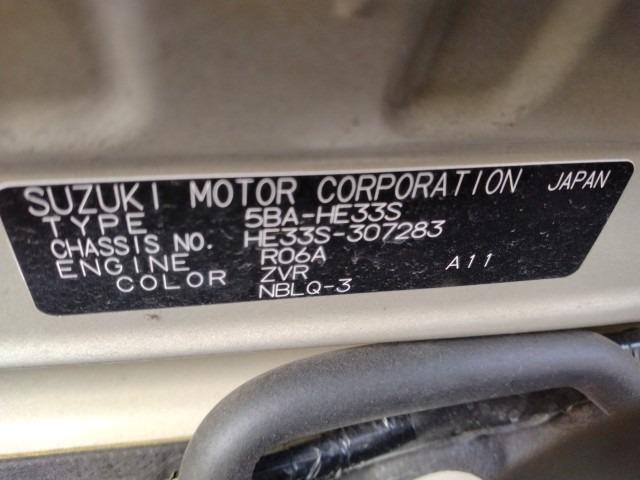 SUZUKI MOTOR CORPORATION JAPAN
TYPE 5BA-HE33S
CHASSIS NO. HE33S-307283
ENGINE R06A
COLOR ZVR A11
NBLQ-3